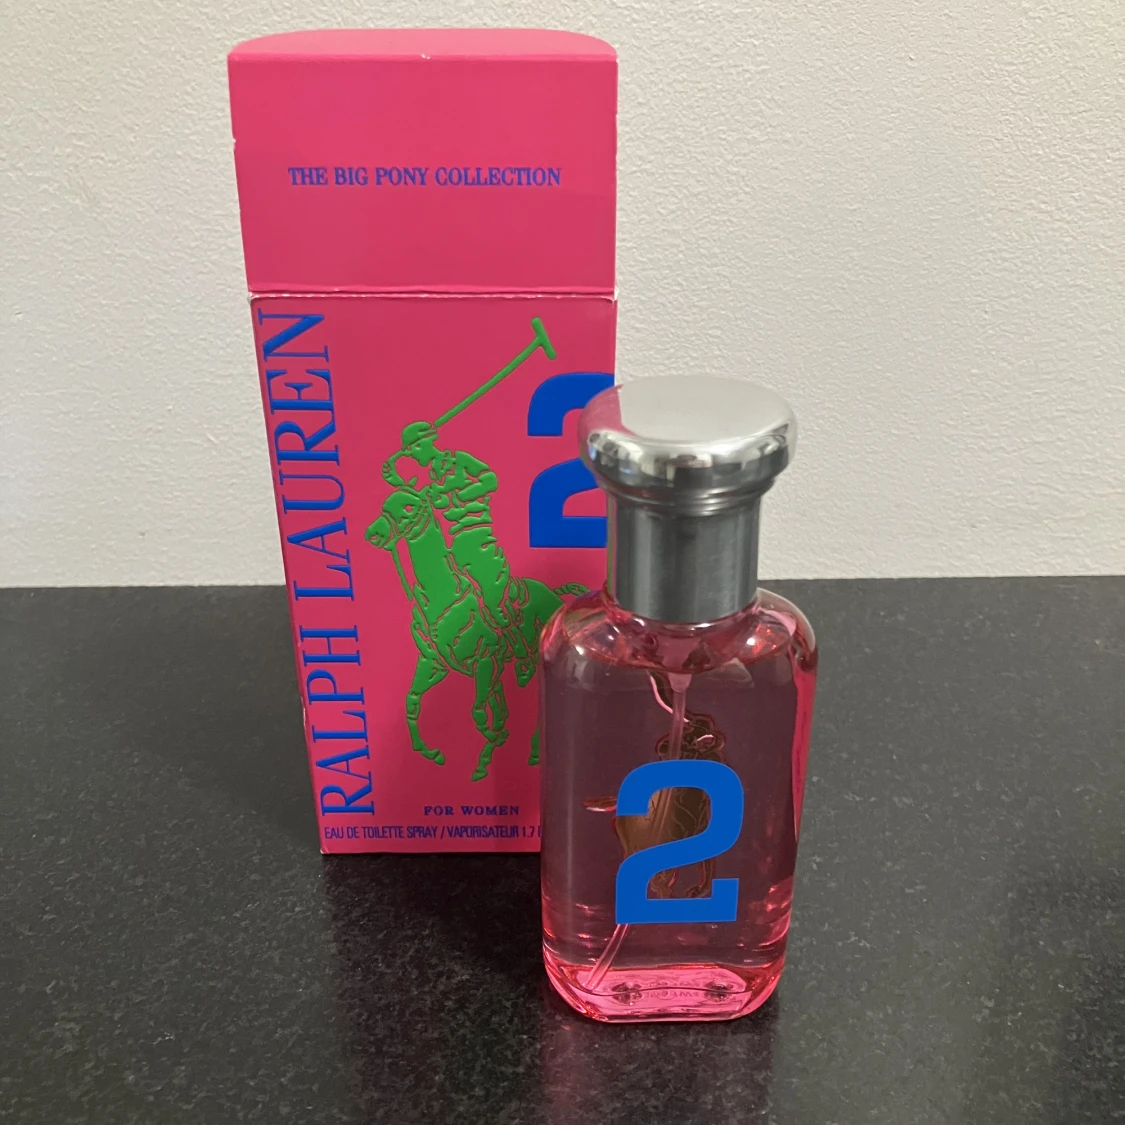 THE BIG PONY COLLECTION
RALPH LAUREN
2
FOR WOMEN
EAU DE TOILETTE SPRAY / VAPORISATEUR 1.7
2